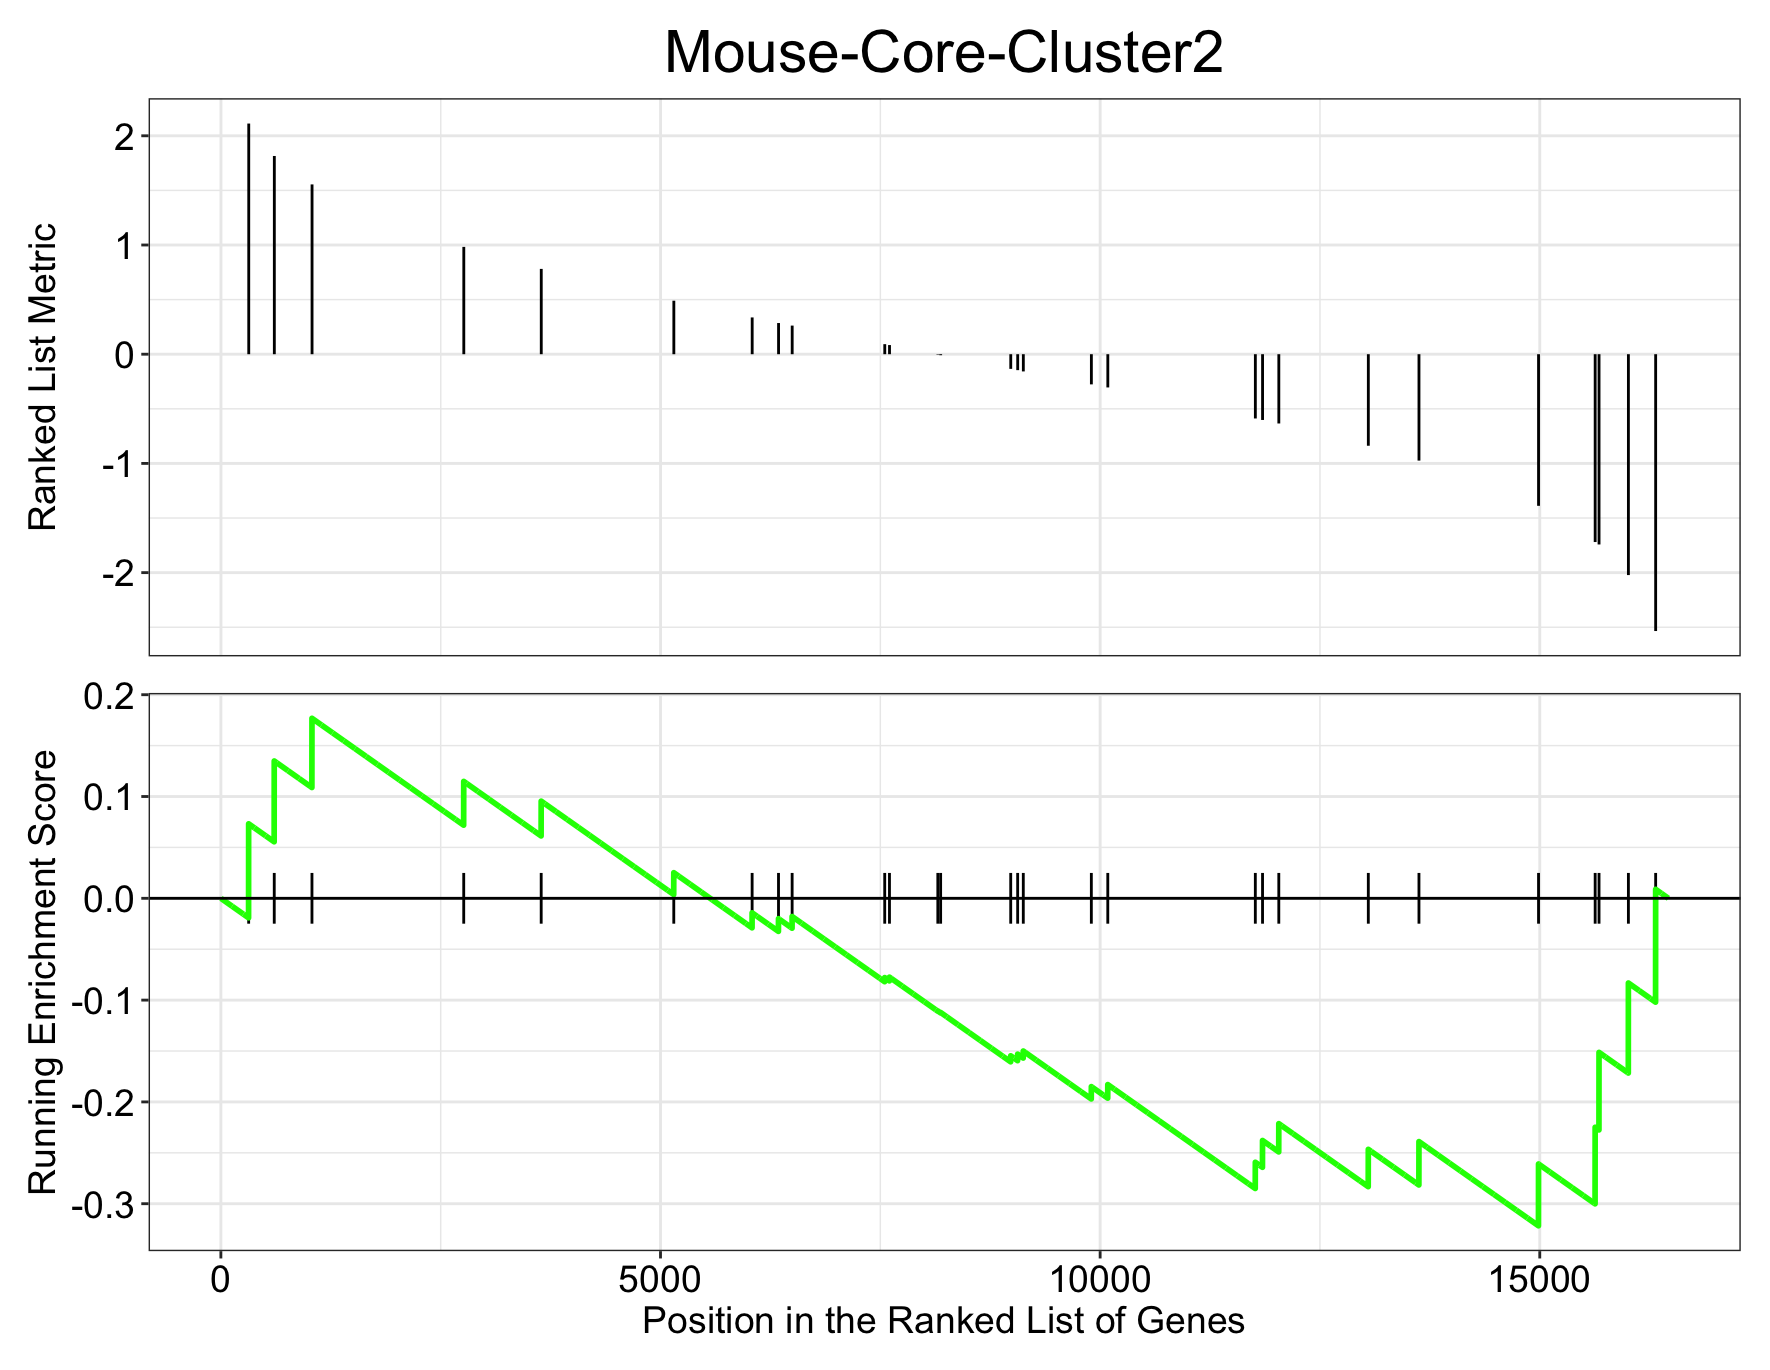 Mouse-Core-Cluster2
Ranked List Metric
2
1
0
-1
-2
Running Enrichment Score
0.2
0.1
0.0
-0.1
-0.2
-0.3
0 5000 10000 15000
Position in the Ranked List of Genes